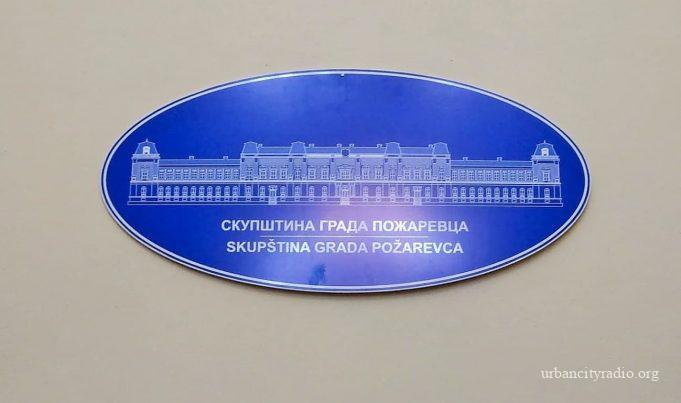 СКУПШТИНА ГРАДА ПОЖАРЕВЦА
SKUPŠTINA GRADA POŽAREVCA
urbancityradio.org